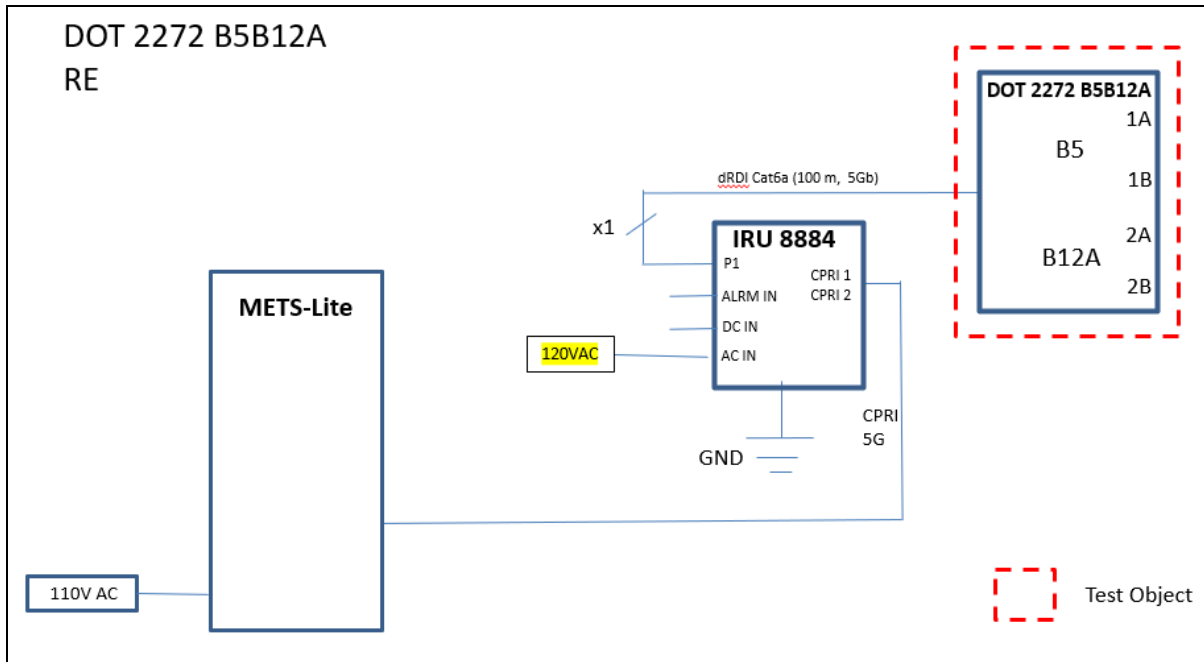 DOT 2272 B5B12A
RE
DOT 2272 B5B12A
1A
B5
1B
2A
B12A
2B
dRDI Cat6a (100 m, 5Gb)
x1
IRU 8884
P1
CPRI 1
ALRM IN
CPRI 2
DC IN
AC IN
120VAC
METS-Lite
CPRI
5G
GND
110V AC
Test Object